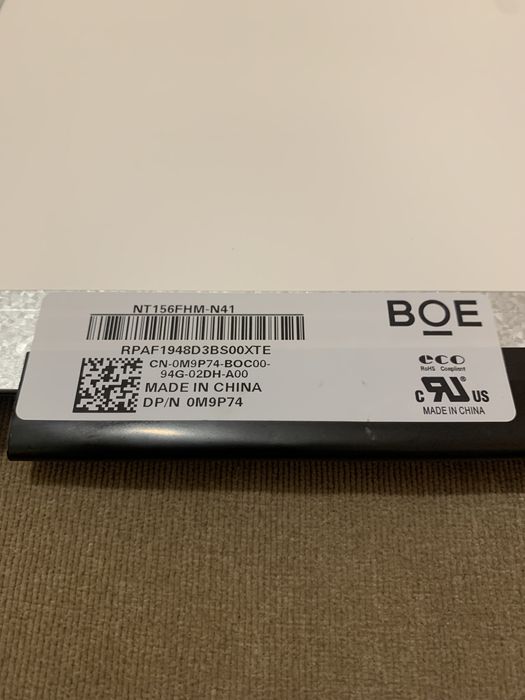 NT156FHM-N41
BOE
RPAF1948D3BS00XTE
CN-0M9P74-BOC00-
94G-02DH-A00
MADE IN CHINA
DP/N 0M9P74
eco
RoHS Compliant
C RU US
MADE IN CHINA